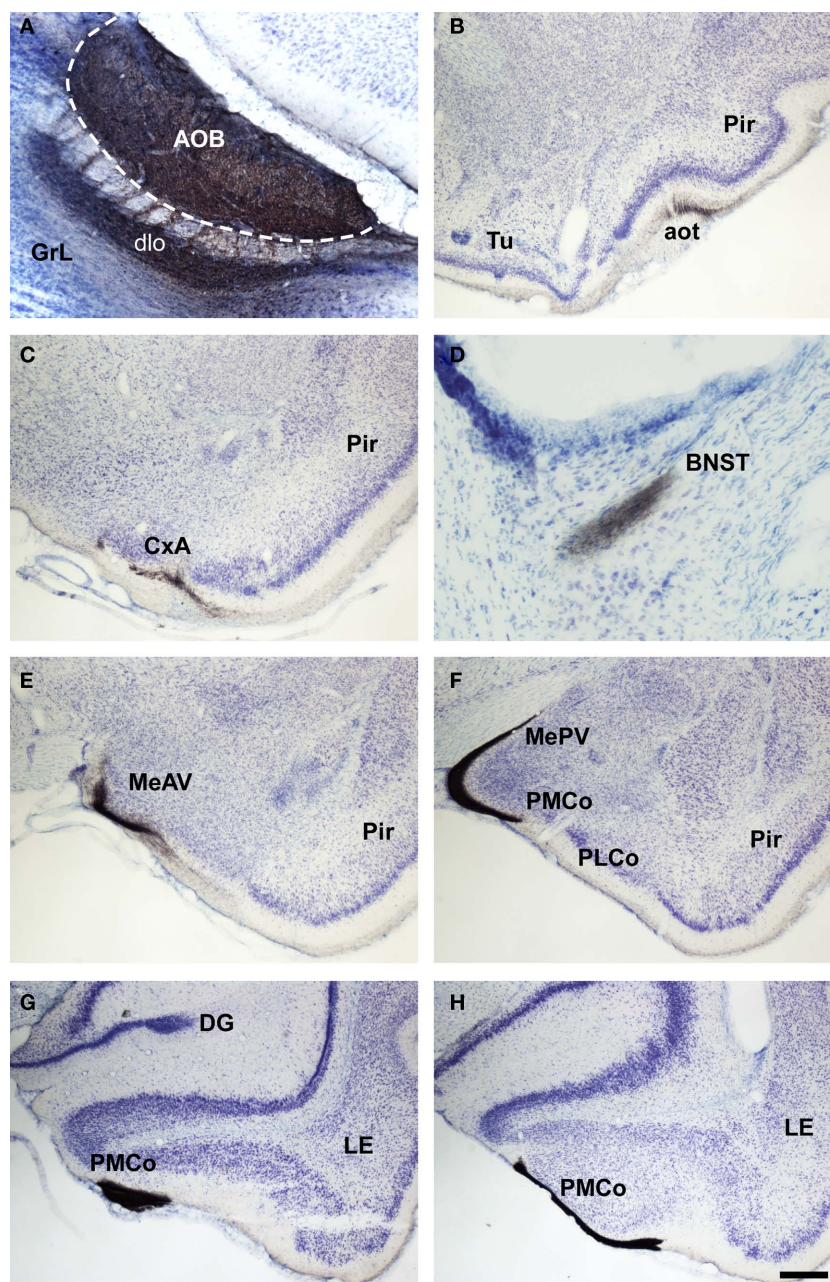 A
AOB
dlo
GrL
B
Pir
Tu
aot
C
Pir
CxA
D
BNST
E
MeAV
Pir
F
MePV
PMCo
PLCo
Pir
G
DG
LE
PMCo
H
LE
PMCo